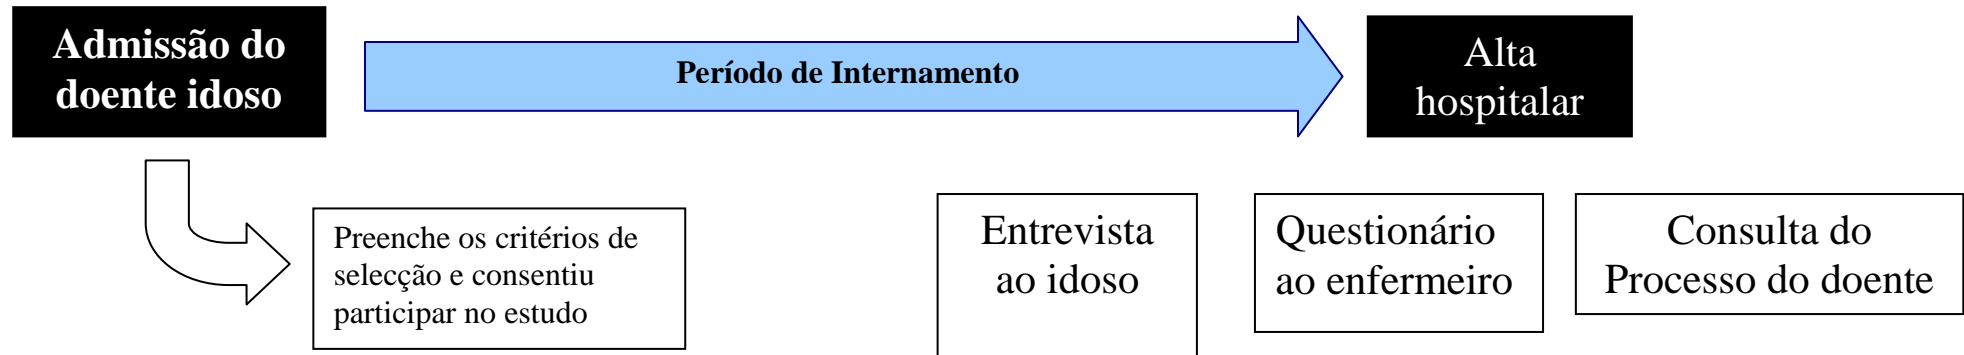 Admissão do
doente idoso
Período de Internamento
Alta
hospitalar
Preenche os critérios de
selecção e consentiu
participar no estudo
Entrevista
ao idoso
Questionário
ao enfermeiro
Consulta do
Processo do doente